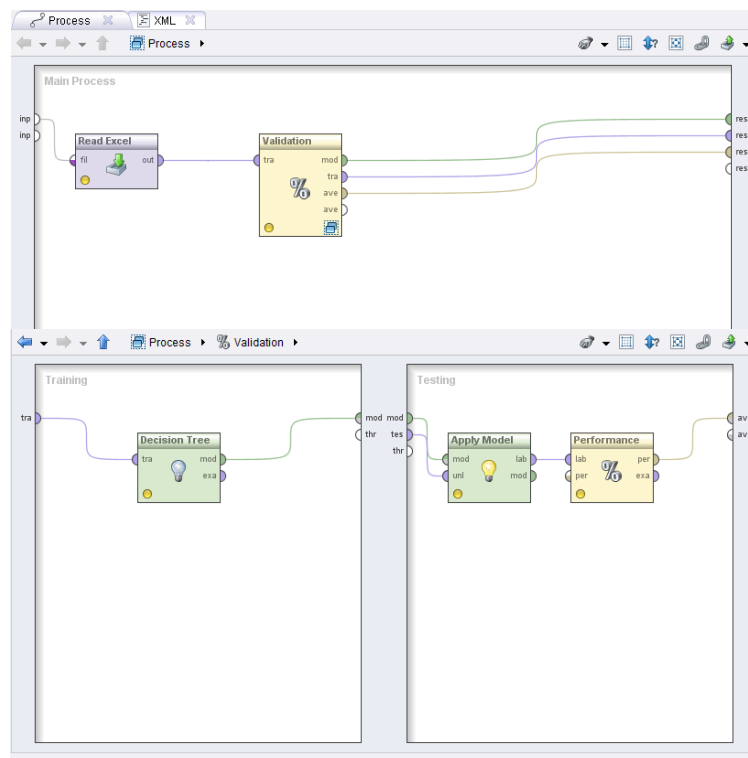 Process XML
Process
Main Process
inp
inp
res
res
res
res
Read Excel
fil out
Validation
tra mod
tra
ave
ave
Process Validation
Training
tra
mod
thr
Decision Tree
tra mod
exa
Testing
mod
tes
thr
av
av
Apply Model
mod lab
unl mod
Performance
lab per
per exa